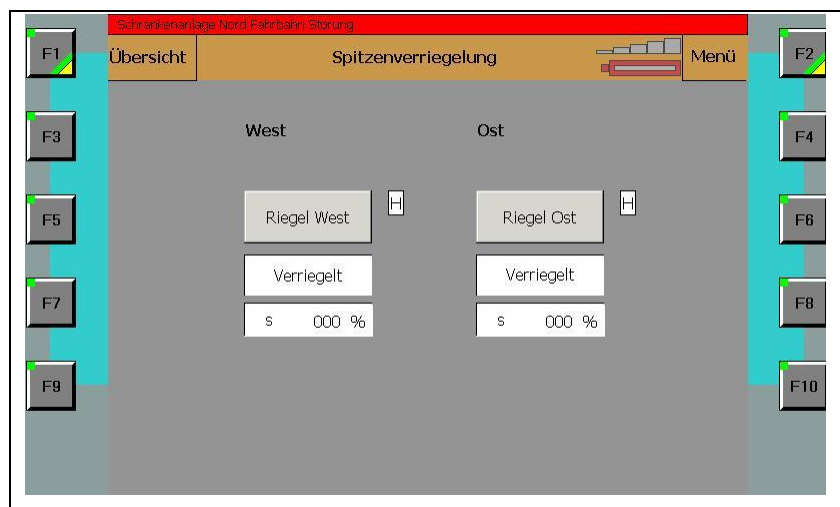 Schrankenanlage Nord Fahrbahn Störung
F1
Übersicht
Spitzenverriegelung
Menü
F2
F3
West
Ost
F4
F5
Riegel West
H
Riegel Ost
H
F6
Verriegelt
Verriegelt
F7
s 000 %
s 000 %
F8
F9
F10